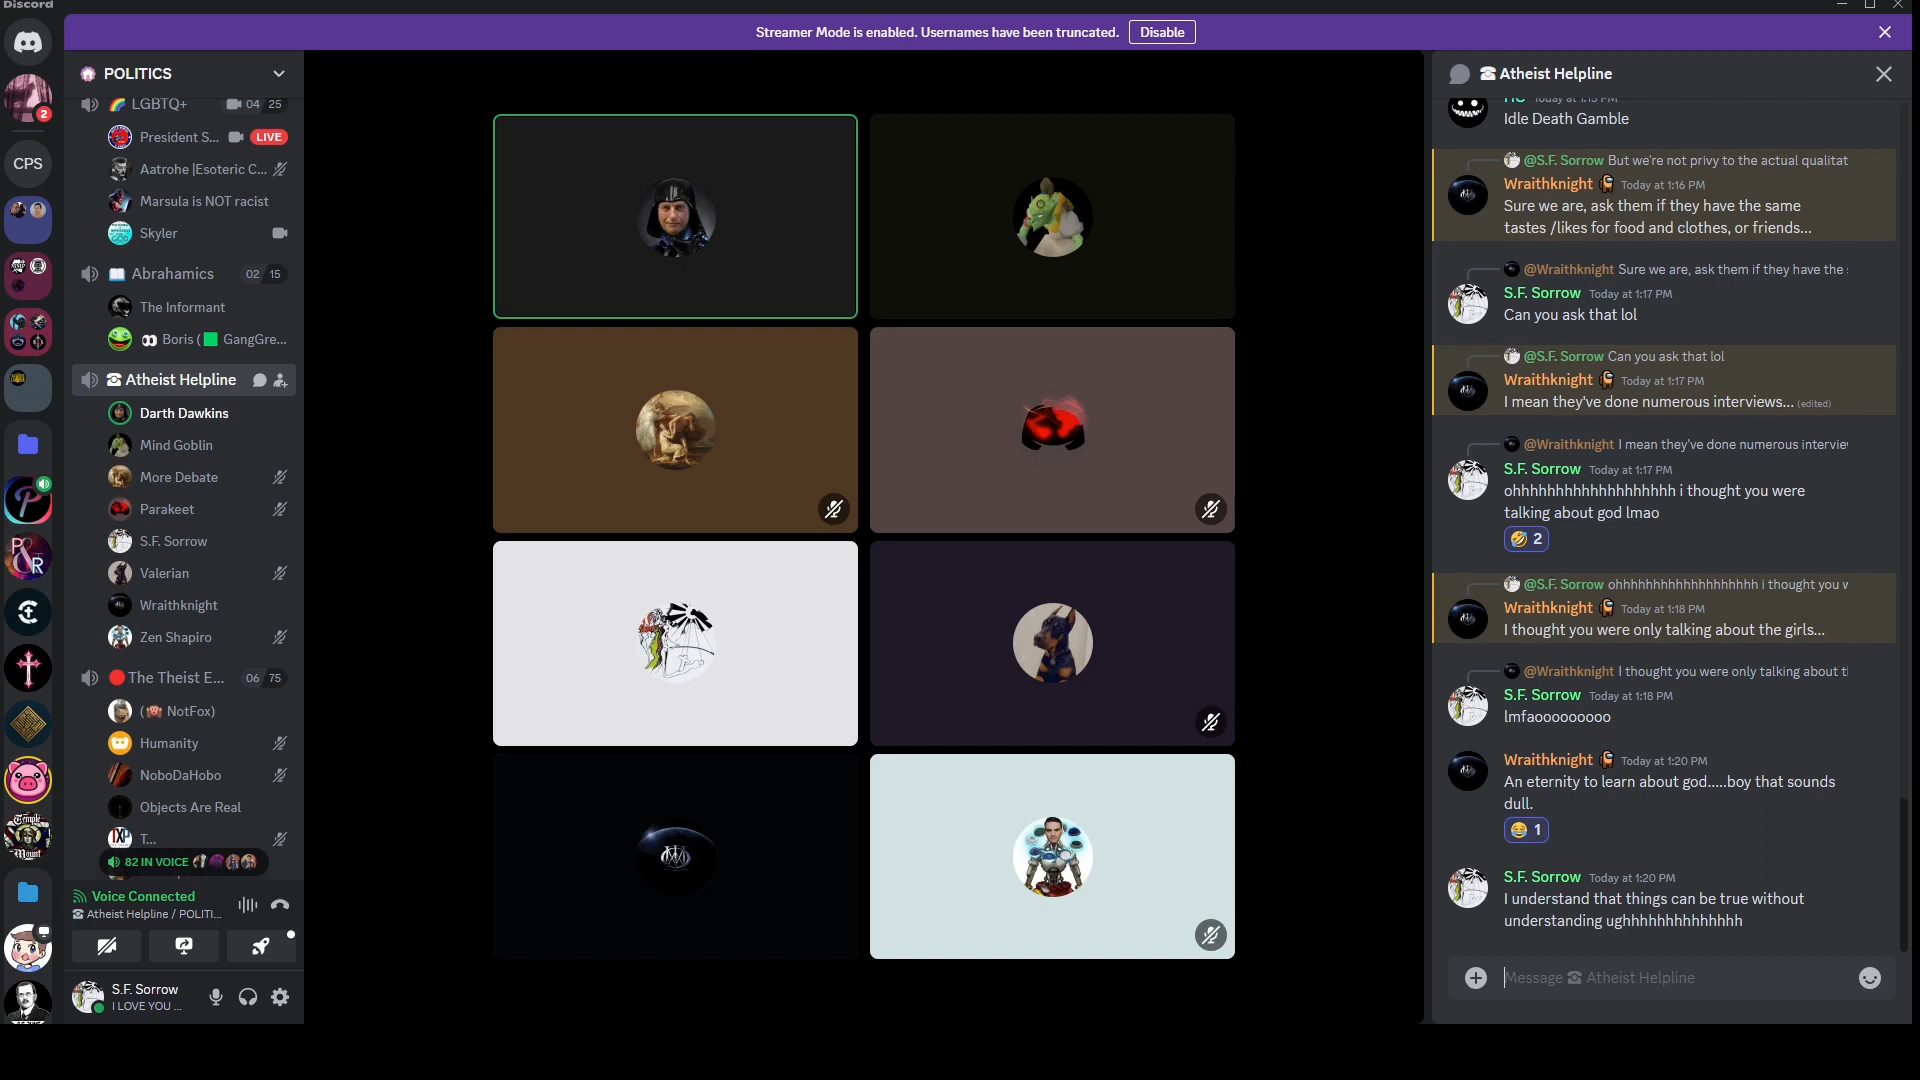 Discord
Streamer Mode is enabled. Usernames have been truncated.
Disable
2
CPS
POLITICS
LGBTQ+
04 25
President S...
LIVE
Aatrohe |Esoteric C...
Marsula is NOT racist
Skyler
Abrahamics
02 15
The Informant
Boris ( GangGre...
Atheist Helpline
Darth Dawkins
Mind Goblin
More Debate
Parakeet
S.F. Sorrow
Valerian
Wraithknight
Zen Shapiro
The Theist E...
06 75
( NotFox)
Humanity
NoboDaHobo
Objects Are Real
T...
82 IN VOICE
Voice Connected
Atheist Helpline / POLITI...
S.F. Sorrow
I LOVE YOU ...
Atheist Helpline
Today at 1:15 PM
Idle Death Gamble
@S.F. Sorrow But we're not privy to the actual qualitat
Wraithknight Today at 1:16 PM
Sure we are, ask them if they have the same
tastes /likes for food and clothes, or friends...
@Wraithknight Sure we are, ask them if they have the
S.F. Sorrow Today at 1:17 PM
Can you ask that lol
@S.F. Sorrow Can you ask that lol
Wraithknight Today at 1:17 PM
I mean they've done numerous interviews... (edited)
@Wraithknight I mean they've done numerous intervie
S.F. Sorrow Today at 1:17 PM
ohhhhhhhhhhhhhhhhhhh i thought you were
talking about god lmao
2
@S.F. Sorrow ohhhhhhhhhhhhhhhhhhh i thought you w
Wraithknight Today at 1:18 PM
I thought you were only talking about the girls...
@Wraithknight I thought you were only talking about t
S.F. Sorrow Today at 1:18 PM
lmfaooooooooo
Wraithknight Today at 1:20 PM
An eternity to learn about god.....boy that sounds
dull.
1
S.F. Sorrow Today at 1:20 PM
I understand that things can be true without
understanding ughhhhhhhhhhhhhh
Message Atheist Helpline